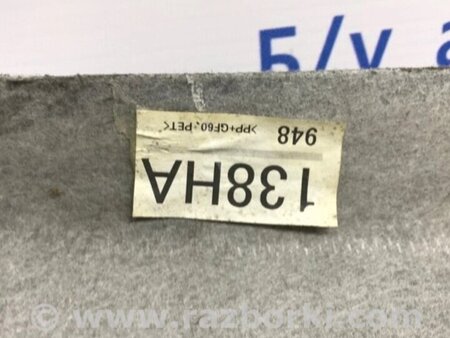 Б/у а
138HA
948 >PP+GF60-PET<
© www.razborki.com